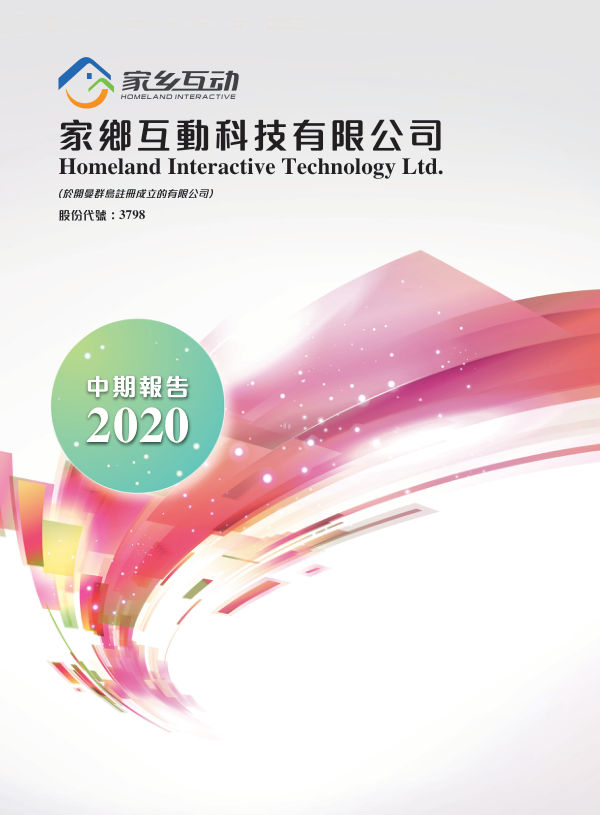 家乡互动
HOMELAND INTERACTIVE
家鄉互動科技有限公司
Homeland Interactive Technology Ltd.
(於開曼群島註冊成立的有限公司)
股份代號：3798
中期報告
2020